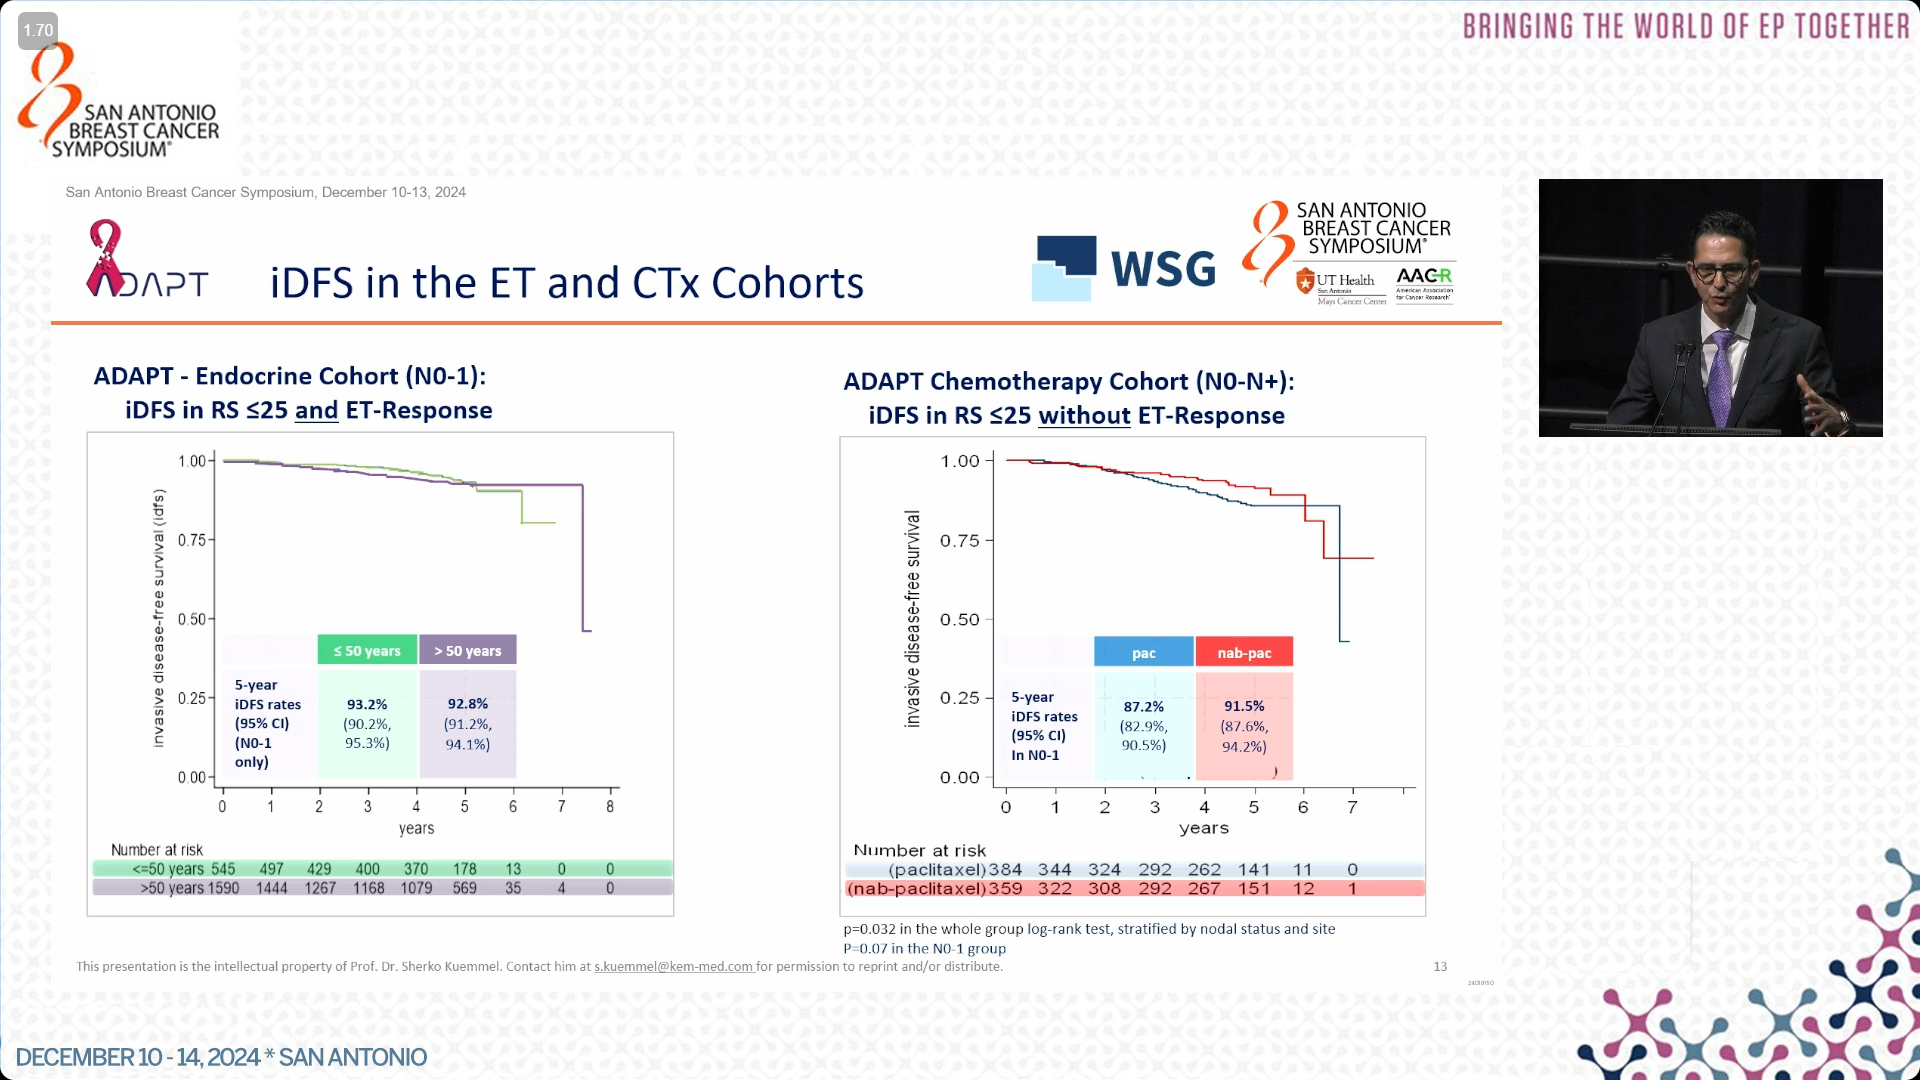 1.70
BRINGING THE WORLD OF EP TOGETHER
SAN ANTONIO
BREAST CANCER
SYMPOSIUM®
San Antonio Breast Cancer Symposium, December 10-13, 2024
ADAPT
iDFS in the ET and CTx Cohorts
WSG
SAN ANTONIO
BREAST CANCER
SYMPOSIUM®
UT Health
San Antonio
Mays Cancer Center
AACR
American Association
for Cancer Research®
ADAPT - Endocrine Cohort (N0-1):
iDFS in RS ≤25 and ET-Response
invasive disease-free survival (idfs)
1.00
0.75
0.50
0.25
0.00
≤ 50 years > 50 years
5-year
iDFS rates
(95% CI)
(N0-1
only)
93.2%
(90.2%,
95.3%)
92.8%
(91.2%,
94.1%)
0 1 2 3 4 5 6 7 8
years
Number at risk
<=50 years 545 497 429 400 370 178 13 0 0
>50 years 1590 1444 1267 1168 1079 569 35 4 0
ADAPT Chemotherapy Cohort (N0-N+):
iDFS in RS ≤25 without ET-Response
invasive disease-free survival
1.00
0.75
0.50
0.25
0.00
pac nab-pac
5-year
iDFS rates
(95% CI)
In N0-1
87.2%
(82.9%,
90.5%)
91.5%
(87.6%,
94.2%)
0 1 2 3 4 5 6 7
years
Number at risk
(paclitaxel) 384 344 324 292 262 141 11 0
(nab-paclitaxel) 359 322 308 292 267 151 12 1
p=0.032 in the whole group log-rank test, stratified by nodal status and site
P=0.07 in the N0-1 group
This presentation is the intellectual property of Prof. Dr. Sherko Kuemmel. Contact him at s.kuemmel@kem-med.com for permission to reprint and/or distribute.
13
DECEMBER 10 - 14, 2024 * SAN ANTONIO